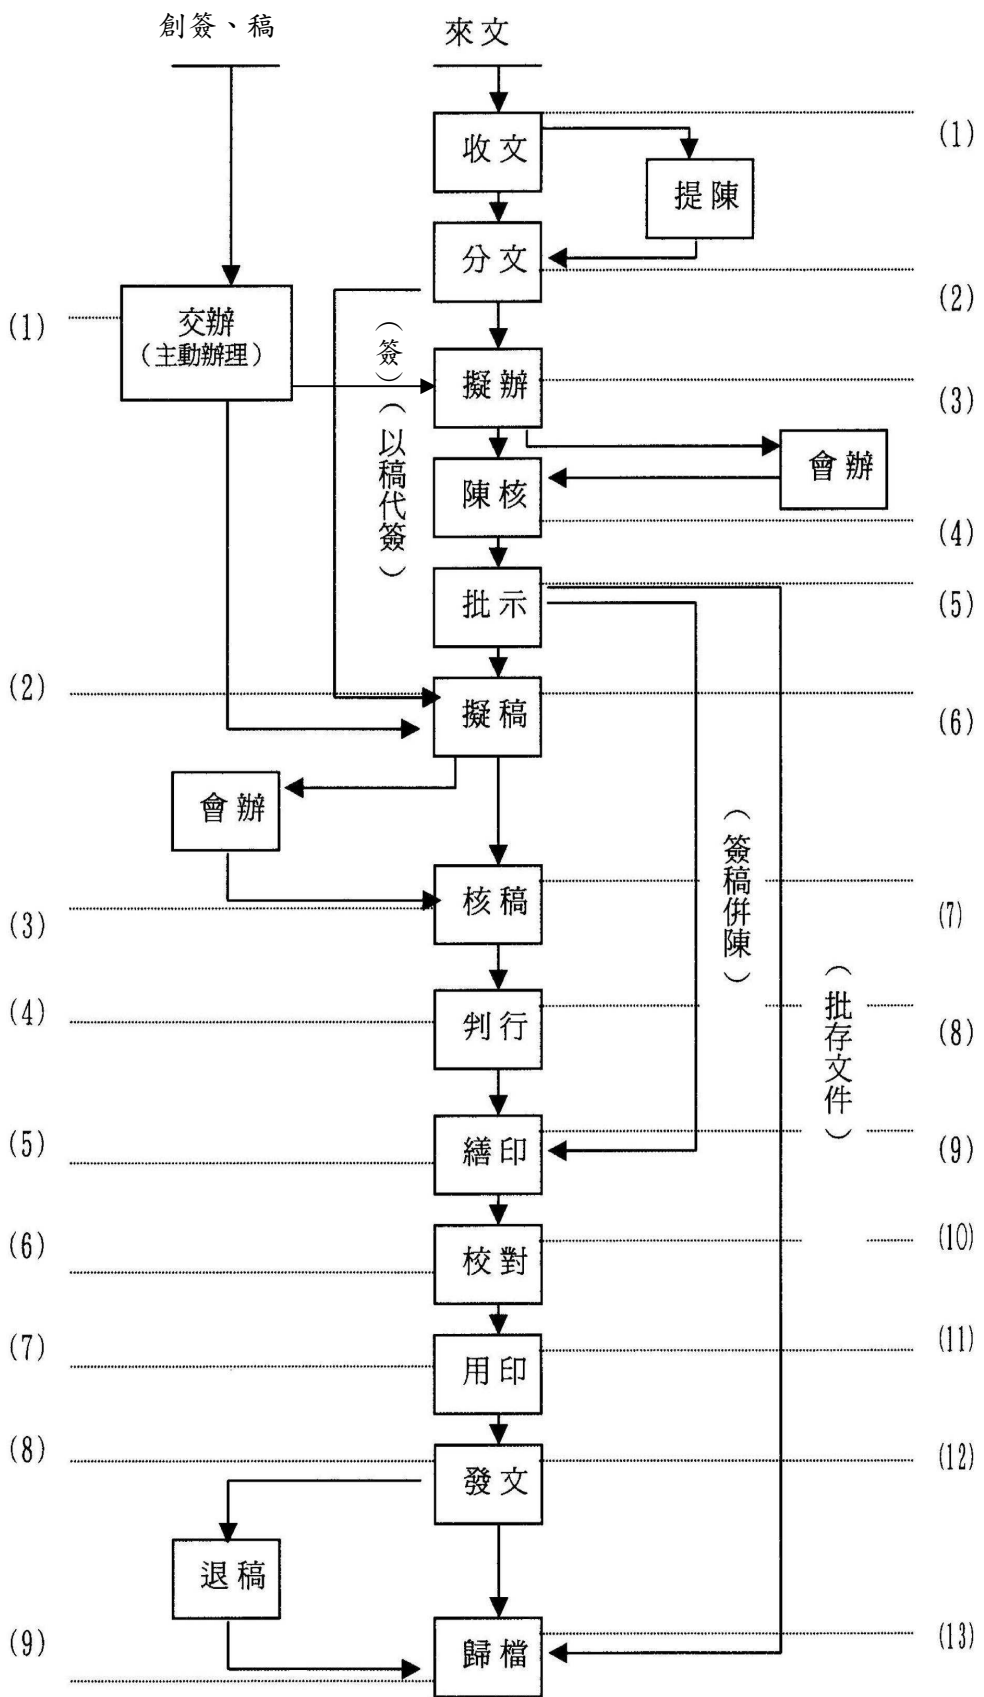 創簽、稿
來文
收文
(1)
提陳
分文
(2)
(1)
交辦
(主動辦理)
(簽)
擬辦
(3)
(以稿代簽)
會辦
陳核
(4)
批示
(5)
(2)
擬稿
(6)
會辦
(簽稿併陳)
核稿
(3)
(7)
(批存文件)
(4)
判行
(8)
(5)
繕印
(9)
(6)
校對
(10)
(7)
用印
(11)
(8)
發文
(12)
退稿
(9)
歸檔
(13)